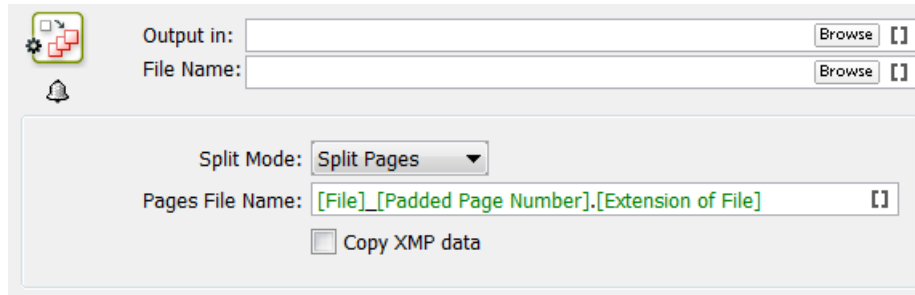 Output in: Browse []
File Name: Browse []
Split Mode: Split Pages
Pages File Name: [File]_[Padded Page Number].[Extension of File] []
Copy XMP data